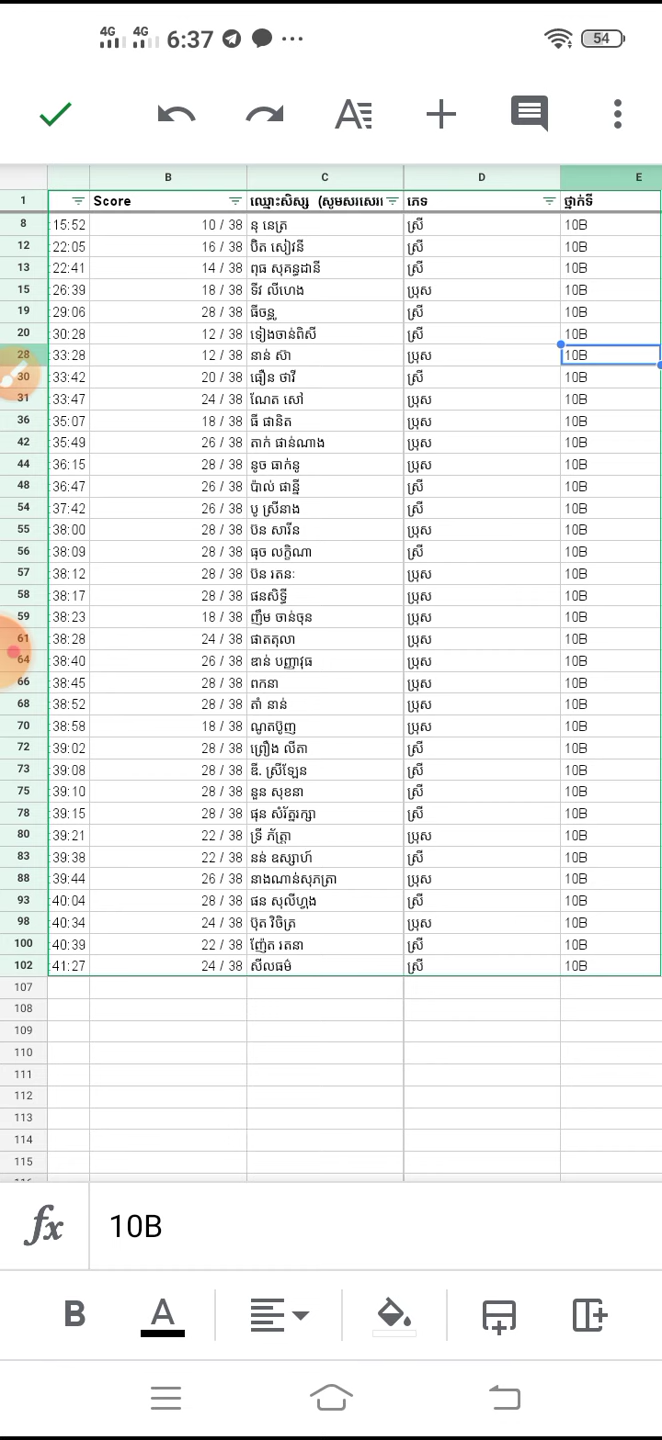 4G 4G 6:37 ... 54
B C D E
1 Score ឈ្មោះសិស្ស (សូមសរសេរ ភេទ ថ្នាក់ទី
8 15:52 10 / 38 នុ នេត្រ ស្រី 10B
12 22:05 16 / 38 ប៊ិត សៀវនី ស្រី 10B
13 22:41 14 / 38 ពុធ សុគន្ធដានី ស្រី 10B
15 26:39 18 / 38 ទីវ លីហេង ប្រុស 10B
19 29:06 28 / 38 ធីចន្ធូ ស្រី 10B
20 30:28 12 / 38 ទៀងចាន់ពិសី ស្រី 10B
28 33:28 12 / 38 នាន់ ស៊ា ប្រុស 10B
30 33:42 20 / 38 ធឿន ថាវី ស្រី 10B
31 33:47 24 / 38 ណែត សៅ ប្រុស 10B
36 35:07 18 / 38 ធី ផានិត ប្រុស 10B
42 35:49 26 / 38 តាក់ ផាន់ណាង ប្រុស 10B
44 36:15 28 / 38 នូច ធាក់នូ ប្រុស 10B
48 36:47 26 / 38 ប៉ាល់ ផាន្នី ស្រី 10B
54 37:42 26 / 38 បូ ស្រីនាង ស្រី 10B
55 38:00 28 / 38 ប៊ន សារីន ប្រុស 10B
56 38:09 28 / 38 ធុច លក្ខិណា ស្រី 10B
57 38:12 28 / 38 ប៊ន រតនៈ ប្រុស 10B
58 38:17 28 / 38 ផនសិទ្ធី ប្រុស 10B
59 38:23 18 / 38 ញឹម ចាន់ចុន ប្រុស 10B
61 38:28 24 / 38 ផាតតុលា ប្រុស 10B
64 38:40 26 / 38 ឌាន់ បញ្ញាវុធ ប្រុស 10B
66 38:45 28 / 38 ពកនា ប្រុស 10B
68 38:52 28 / 38 តាំ នាន់ ប្រុស 10B
70 38:58 18 / 38 ណូតប៊ូញ ប្រុស 10B
72 39:02 28 / 38 ព្រឿង លីតា ស្រី 10B
73 39:08 28 / 38 ឌី. ស្រីឡែន ស្រី 10B
75 39:10 28 / 38 នួន សុខនា ស្រី 10B
78 39:15 28 / 38 ផុន សំរ័ត្នរក្សា ស្រី 10B
80 39:21 22 / 38 ទ្រី ភ័ត្ត្រា ប្រុស 10B
83 39:38 22 / 38 នន់ ឧស្សាហ៍ ស្រី 10B
88 39:44 26 / 38 នាងណាន់សុភត្រា ប្រុស 10B
93 40:04 28 / 38 ផន សុលីហ្គុង ស្រី 10B
98 40:34 24 / 38 ប៊ុត វិចិត្រ ប្រុស 10B
100 40:39 22 / 38 ញ៉ែត រតនា ស្រី 10B
102 41:27 24 / 38 សីលធម៌ ស្រី 10B
107
108
109
110
111
112
113
114
115
fx 10B
B A